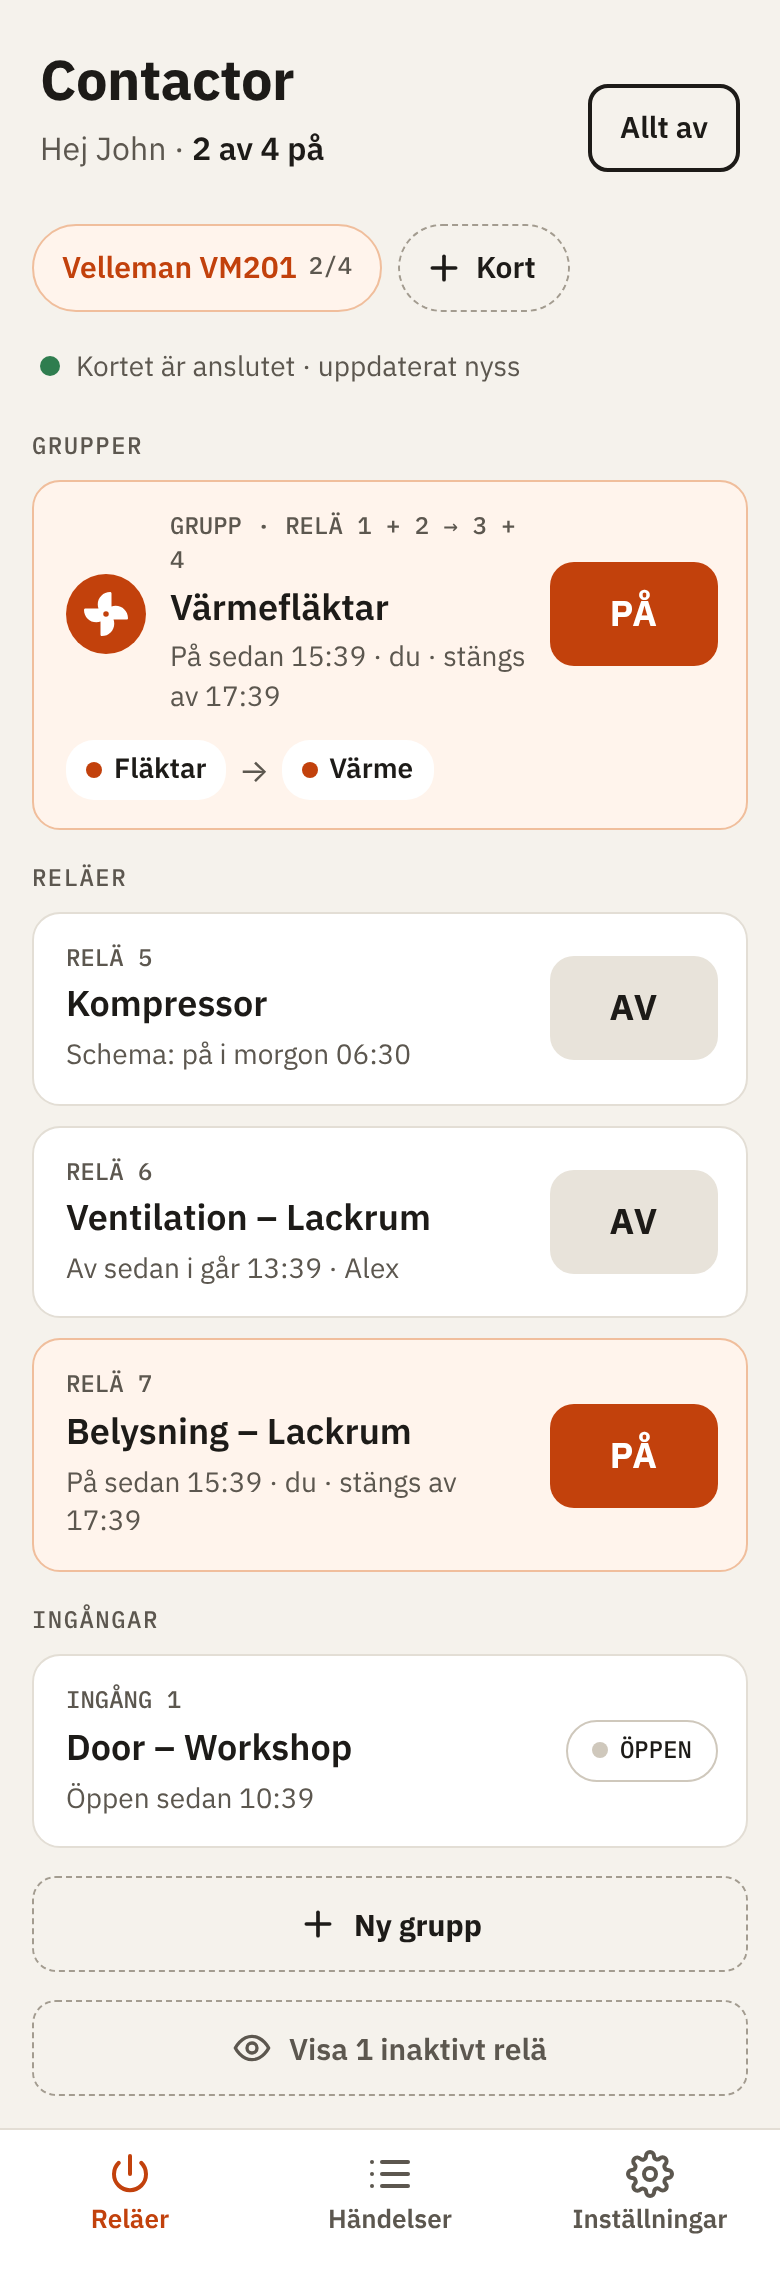 Contactor
Hej John · 2 av 4 på
Allt av
Velleman VM201 2/4
+ Kort
Kortet är anslutet · uppdaterat nyss
GRUPPER
GRUPP · RELÄ 1 + 2 → 3 +
4
Värmefläktar
På sedan 15:39 · du · stängs
av 17:39
PÅ
Fläktar → Värme
RELÄER
RELÄ 5
Kompressor
Schema: på i morgon 06:30
AV
RELÄ 6
Ventilation – Lackrum
Av sedan i går 13:39 · Alex
AV
RELÄ 7
Belysning – Lackrum
På sedan 15:39 · du · stängs av
17:39
PÅ
INGÅNGAR
INGÅNG 1
Door – Workshop
Öppen sedan 10:39
ÖPPEN
+ Ny grupp
Visa 1 inaktivt relä
Reläer
Händelser
Inställningar